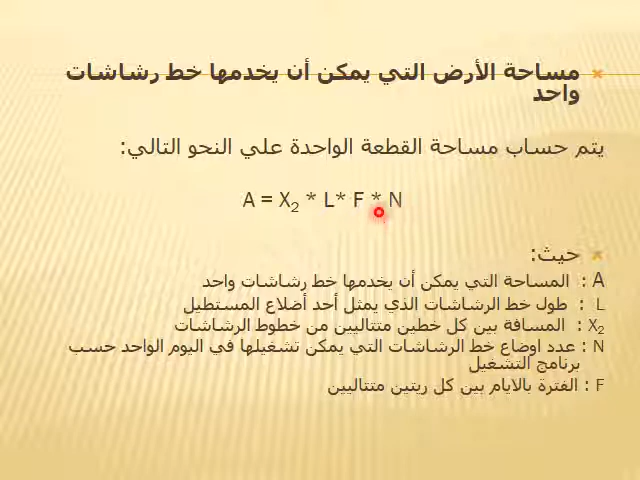 مساحة الأرض التي يمكن أن يخدمها خط رشاشات
واحد
يتم حساب مساحة القطعة الواحدة علي النحو التالي:
A = X2 * L* F * N
حيث:
A : المساحة التي يمكن أن يخدمها خط رشاشات واحد
L : طول خط الرشاشات الذي يمثل أحد أضلاع المستطيل
X2 : المسافة بين كل خطين متتاليين من خطوط الرشاشات
N : عدد اوضاع خط الرشاشات التي يمكن تشغيلها في اليوم الواحد حسب
برنامج التشغيل
F : الفترة بالايام بين كل ريتين متتاليين